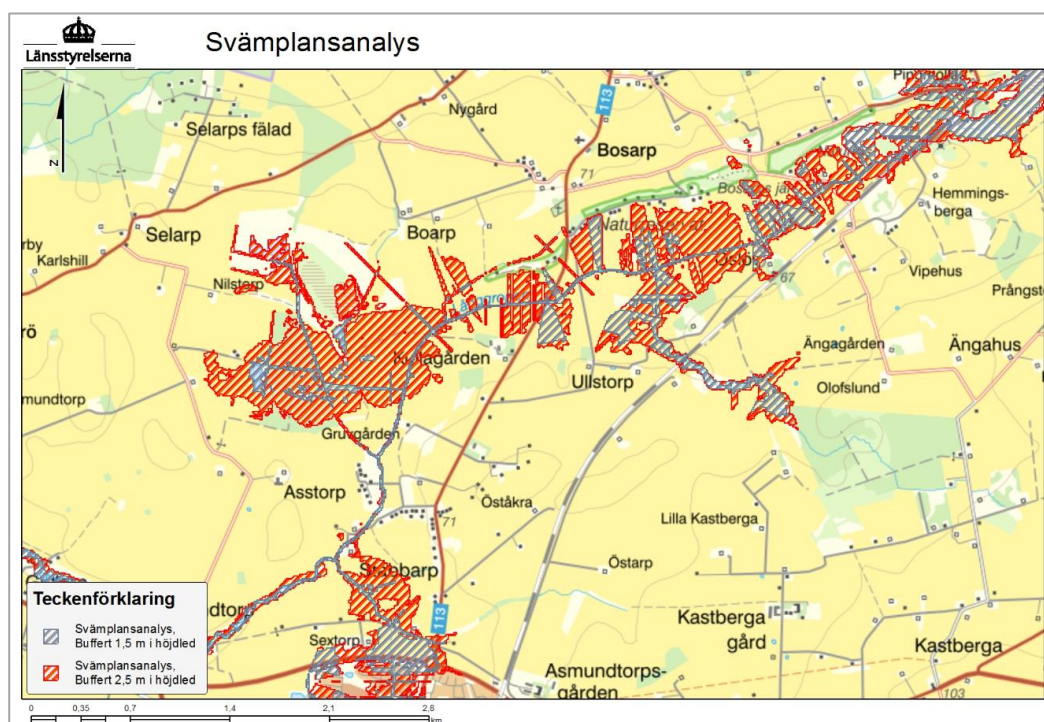 Länsstyrelserna
Svämplansanalys
N
Nygård
Selarps fälad
113
Bosarp
71
Hemmings-
berga
Selarp
Boarp
Karlshill
Vipehus
67
Nilstorp
Prångst
rö
Ängagården
Ängahus
Ullstorp
Olofslund
mundtorp
Gruvgården
Asstorp
Öståkra
71
Lilla Kastberga
Östarp
Stabbarp
113
Kastberga
gård
Kastberga
Sextorp
Asmundtorps-
gården
103
Teckenförklaring
Svämplansanalys,
Buffert 1,5 m i höjdled
Svämplansanalys,
Buffert 2,5 m i höjdled
0 0,35 0,7 1,4 2,1 2,8
km